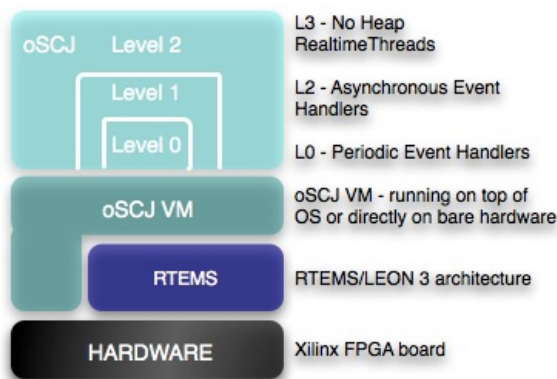 oSCJ Level 2
L3 - No Heap
RealtimeThreads
Level 1
L2 - Asynchronous Event
Handlers
Level 0
L0 - Periodic Event Handlers
oSCJ VM
oSCJ VM - running on top of
OS or directly on bare hardware
RTEMS
RTEMS/LEON 3 architecture
HARDWARE
Xilinx FPGA board